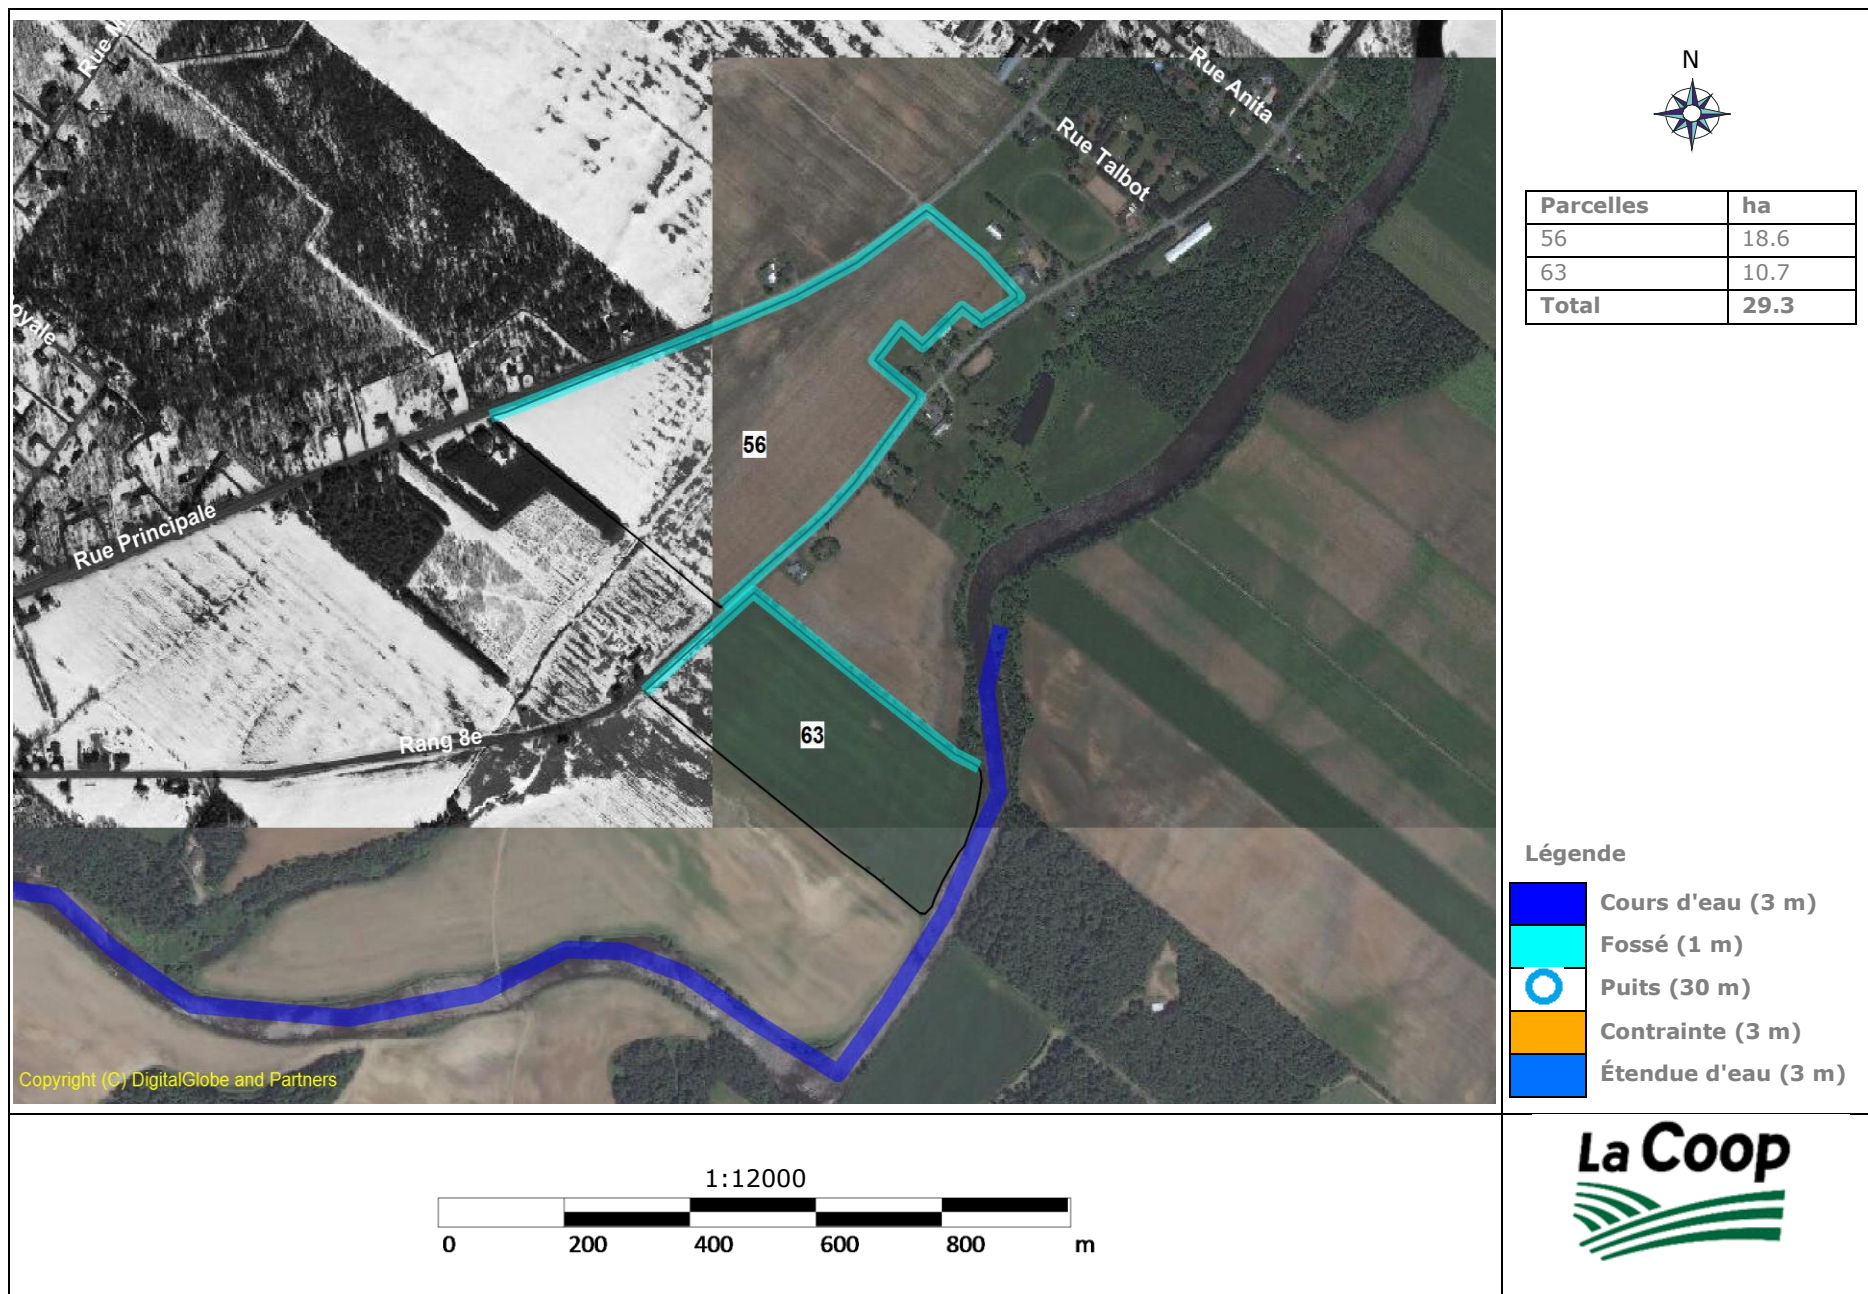 Rue Anita
Rue Talbot
Rue Principale
Rang 8e
56
63
Copyright (C) DigitalGlobe and Partners
N
Parcelles ha
56 18.6
63 10.7
Total 29.3
Légende
Cours d'eau (3 m)
Fossé (1 m)
Puits (30 m)
Contrainte (3 m)
Étendue d'eau (3 m)
1:12000
0 200 400 600 800 m
La Coop